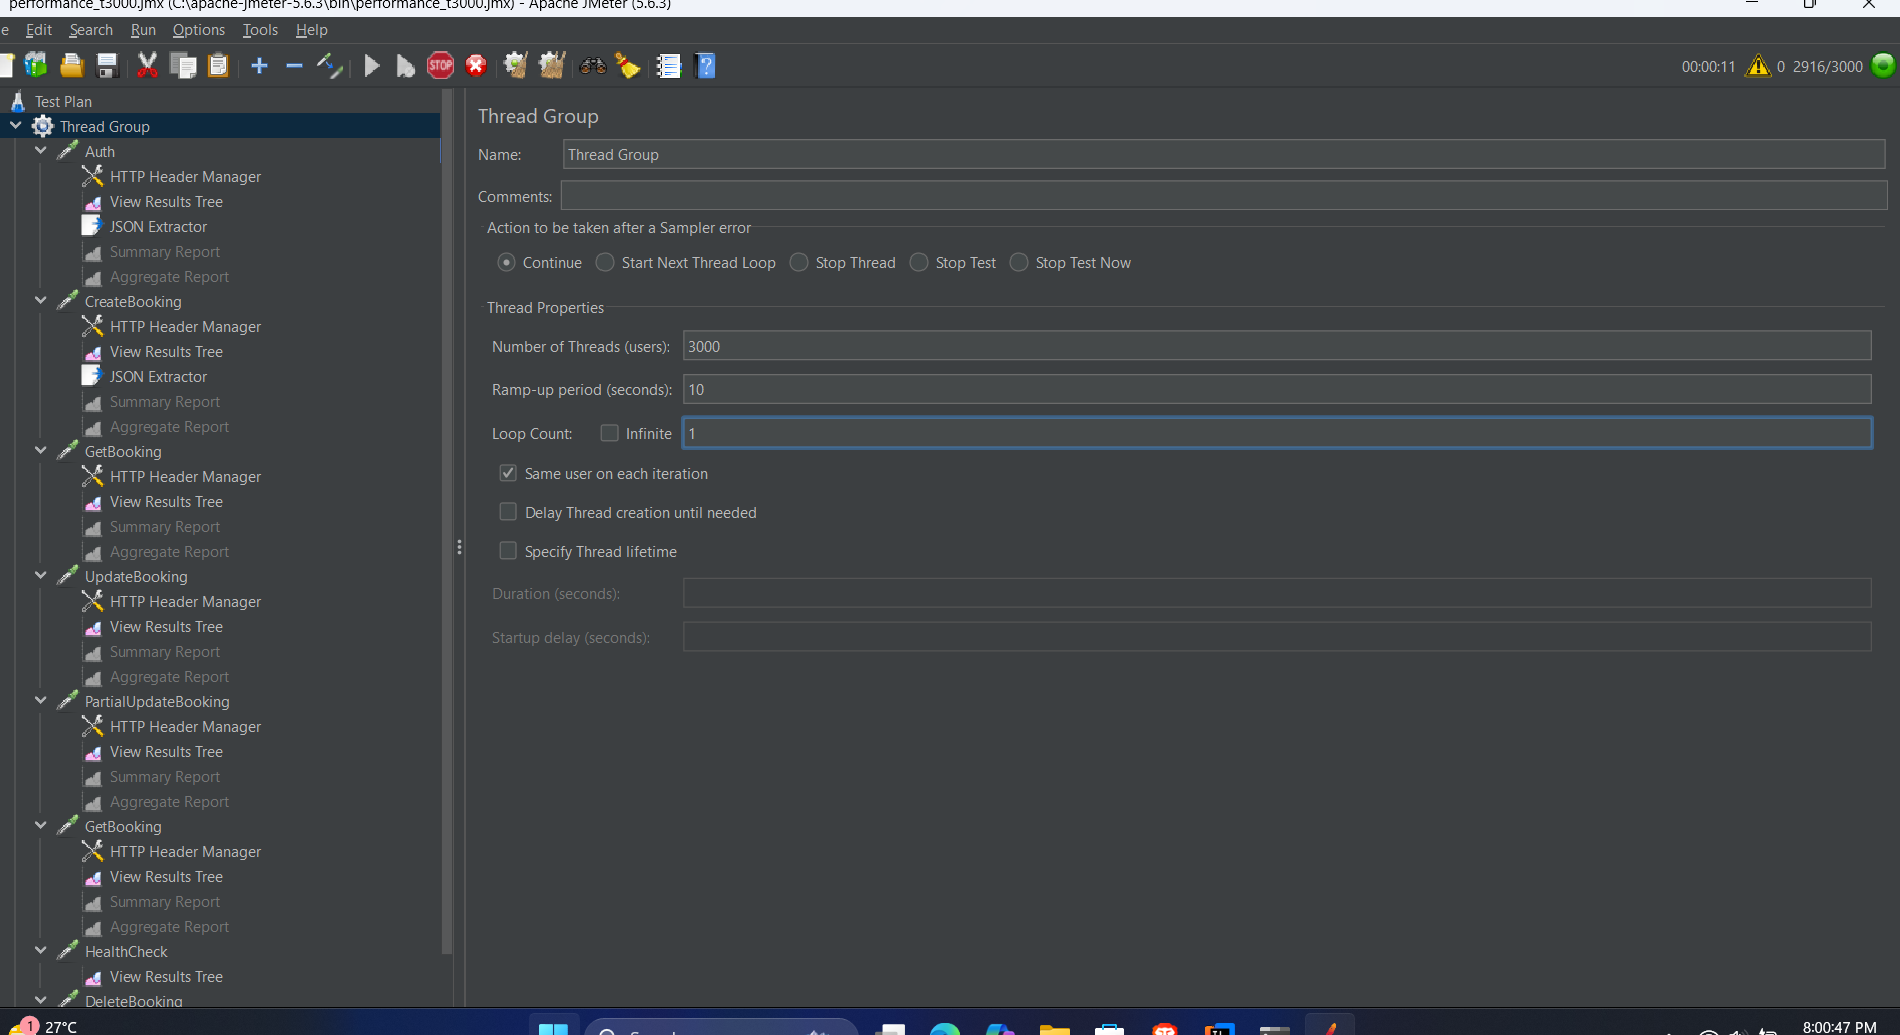 performance_t3000.jmx (C:\apache-jmeter-5.6.3\bin\performance_t3000.jmx) - Apache JMeter (5.6.3)
e Edit Search Run Options Tools Help
STOP
00:00:11 0 2916/3000
Test Plan
Thread Group
Auth
HTTP Header Manager
View Results Tree
JSON Extractor
Summary Report
Aggregate Report
CreateBooking
HTTP Header Manager
View Results Tree
JSON Extractor
Summary Report
Aggregate Report
GetBooking
HTTP Header Manager
View Results Tree
Summary Report
Aggregate Report
UpdateBooking
HTTP Header Manager
View Results Tree
Summary Report
Aggregate Report
PartialUpdateBooking
HTTP Header Manager
View Results Tree
Summary Report
Aggregate Report
GetBooking
HTTP Header Manager
View Results Tree
Summary Report
Aggregate Report
HealthCheck
View Results Tree
DeleteBooking
Thread Group
Name: Thread Group
Comments:
Action to be taken after a Sampler error
Continue Start Next Thread Loop Stop Thread Stop Test Stop Test Now
Thread Properties
Number of Threads (users): 3000
Ramp-up period (seconds): 10
Loop Count: Infinite 1
Same user on each iteration
Delay Thread creation until needed
Specify Thread lifetime
Duration (seconds):
Startup delay (seconds):
1 27°C
8:00:47 PM